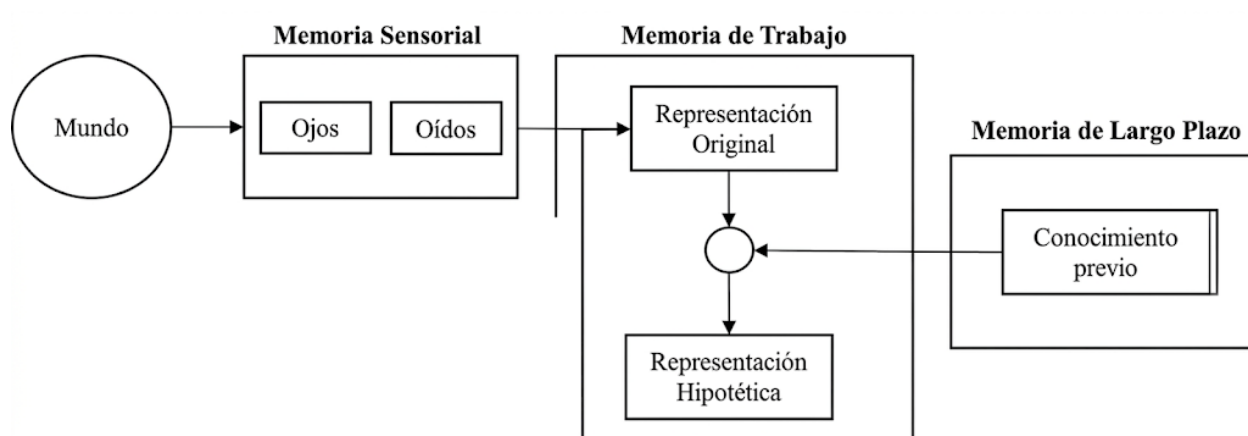 Memoria Sensorial
Memoria de Trabajo
Mundo
Ojos
Oídos
Representación
Original
Memoria de Largo Plazo
Conocimiento
previo
Representación
Hipotética